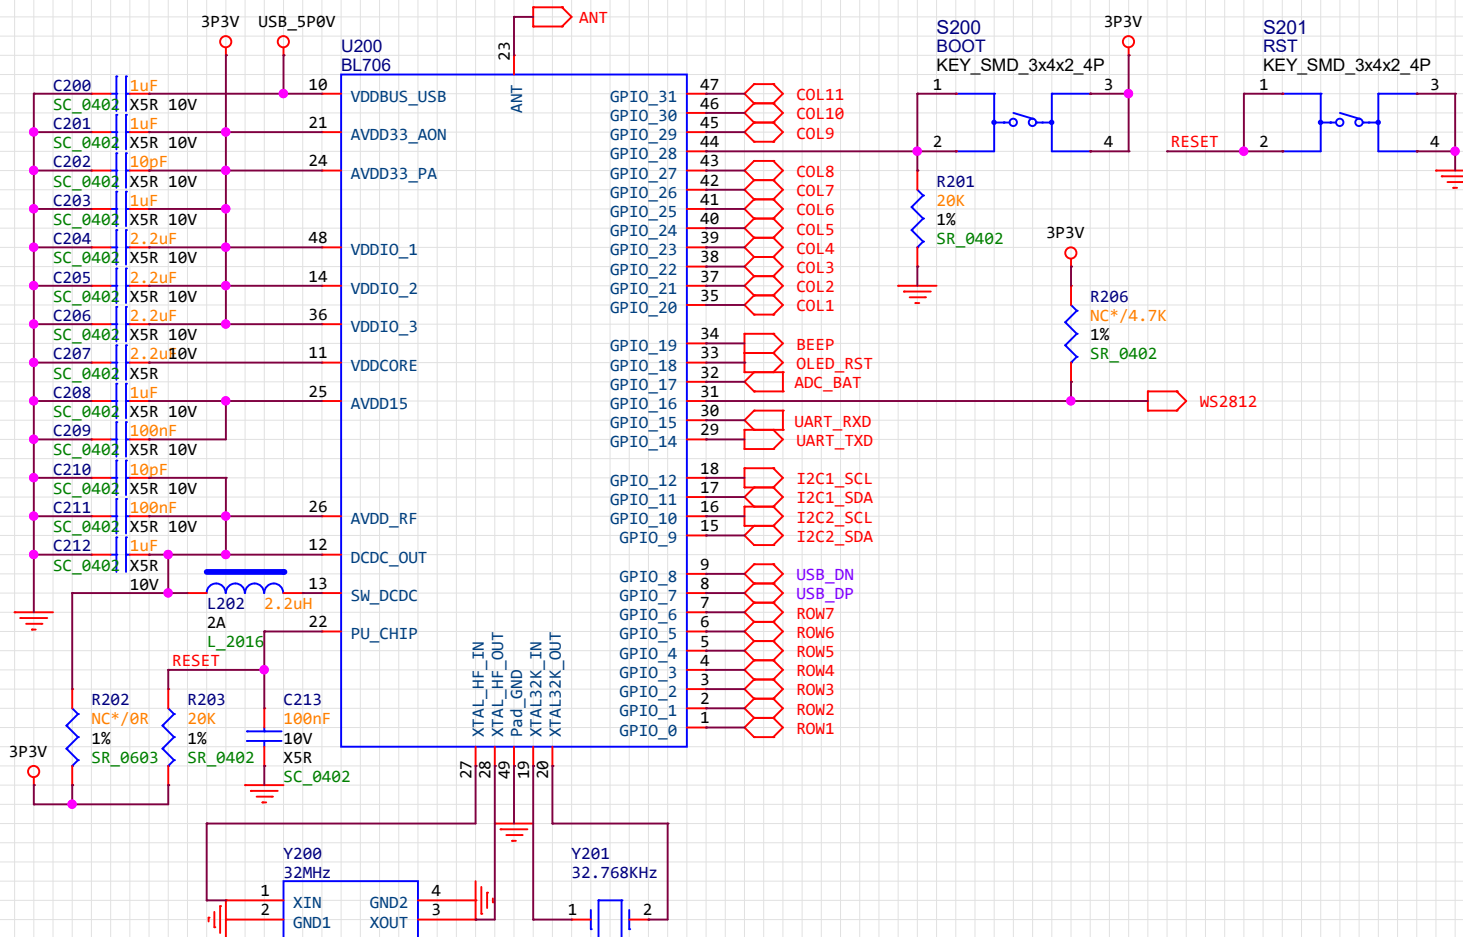 3P3V
USB_5P0V
ANT
23
U200
BL706
S200
BOOT
KEY_SMD_3x4x2_4P
3P3V
S201
RST
KEY_SMD_3x4x2_4P
C200
1uF
SC_0402
X5R 10V
C201
1uF
SC_0402
X5R 10V
C202
10pF
SC_0402
X5R 10V
C203
1uF
SC_0402
X5R 10V
C204
2.2uF
SC_0402
X5R 10V
C205
2.2uF
SC_0402
X5R 10V
C206
2.2uF
SC_0402
X5R 10V
C207
2.2uF
10V
SC_0402
X5R
C208
1uF
SC_0402
X5R 10V
C209
100nF
SC_0402
X5R 10V
C210
10pF
SC_0402
X5R 10V
C211
100nF
SC_0402
X5R 10V
C212
1uF
SC_0402
X5R
10V
10 VDDBUS_USB
21 AVDD33_AON
24 AVDD33_PA
48 VDDIO_1
14 VDDIO_2
36 VDDIO_3
11 VDDCORE
25 AVDD15
26 AVDD_RF
12 DCDC_OUT
13 SW_DCDC
22 PU_CHIP
ANT
GPIO_31 47 COL11
GPIO_30 46 COL10
GPIO_29 45 COL9
GPIO_28 44
GPIO_27 43 COL8
GPIO_26 42 COL7
GPIO_25 41 COL6
GPIO_24 40 COL5
GPIO_23 39 COL4
GPIO_22 38 COL3
GPIO_21 37 COL2
GPIO_20 35 COL1
GPIO_19 34 BEEP
GPIO_18 33 OLED_RST
GPIO_17 32 ADC_BAT
GPIO_16 31 WS2812
GPIO_15 30 UART_RXD
GPIO_14 29 UART_TXD
GPIO_12 18 I2C1_SCL
GPIO_11 17 I2C1_SDA
GPIO_10 16 I2C2_SCL
GPIO_9 15 I2C2_SDA
GPIO_8 9 USB_DN
GPIO_7 8 USB_DP
GPIO_6 7 ROW7
GPIO_5 6 ROW6
GPIO_4 5 ROW5
GPIO_3 4 ROW4
GPIO_2 3 ROW3
GPIO_1 2 ROW2
GPIO_0 1 ROW1
1 3
2 4
1 3
RESET 2 4
R201
20K
1%
SR_0402
3P3V
R206
NC*/4.7K
1%
SR_0402
L202 2.2uH
2A
L_2016
RESET
R202
NC*/0R
1%
SR_0603
R203
20K
1%
SR_0402
C213
100nF
10V
X5R
SC_0402
3P3V
XTAL_HF_IN
XTAL_HF_OUT
Pad_GND
XTAL32K_IN
XTAL32K_OUT
27
28
49
19
20
Y200
32MHz
1 XIN GND2 4
2 GND1 XOUT 3
Y201
32.768KHz
1 2